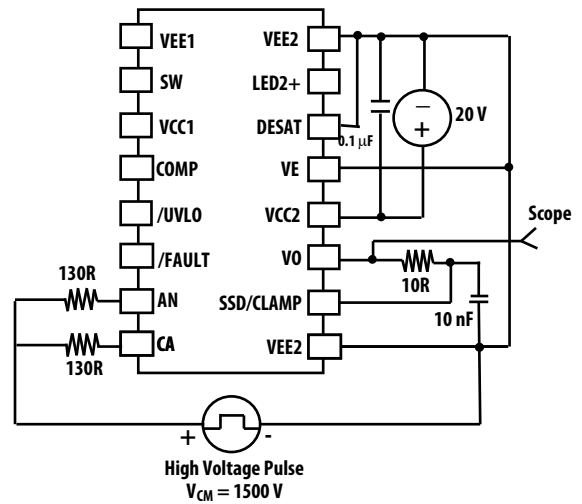 VEE1 VEE2
SW LED2+
VCC1 DESAT
0.1 µF
20 V
− +
COMP VE
/UVLO VCC2
Scope
/FAULT VO
10R
130R
AN SSD/CLAMP
10 nF
CA VEE2
130R
+ -
High Voltage Pulse
VCM = 1500 V